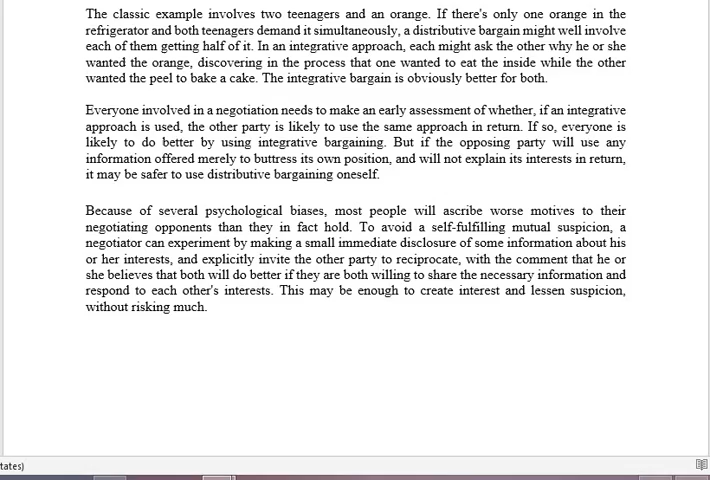 The classic example involves two teenagers and an orange. If there's only one orange in the
refrigerator and both teenagers demand it simultaneously, a distributive bargain might well involve
each of them getting half of it. In an integrative approach, each might ask the other why he or she
wanted the orange, discovering in the process that one wanted to eat the inside while the other
wanted the peel to bake a cake. The integrative bargain is obviously better for both.
Everyone involved in a negotiation needs to make an early assessment of whether, if an integrative
approach is used, the other party is likely to use the same approach in return. If so, everyone is
likely to do better by using integrative bargaining. But if the opposing party will use any
information offered merely to buttress its own position, and will not explain its interests in return,
it may be safer to use distributive bargaining oneself.
Because of several psychological biases, most people will ascribe worse motives to their
negotiating opponents than they in fact hold. To avoid a self-fulfilling mutual suspicion, a
negotiator can experiment by making a small immediate disclosure of some information about his
or her interests, and explicitly invite the other party to reciprocate, with the comment that he or
she believes that both will do better if they are both willing to share the necessary information and
respond to each other's interests. This may be enough to create interest and lessen suspicion,
without risking much.
tates)